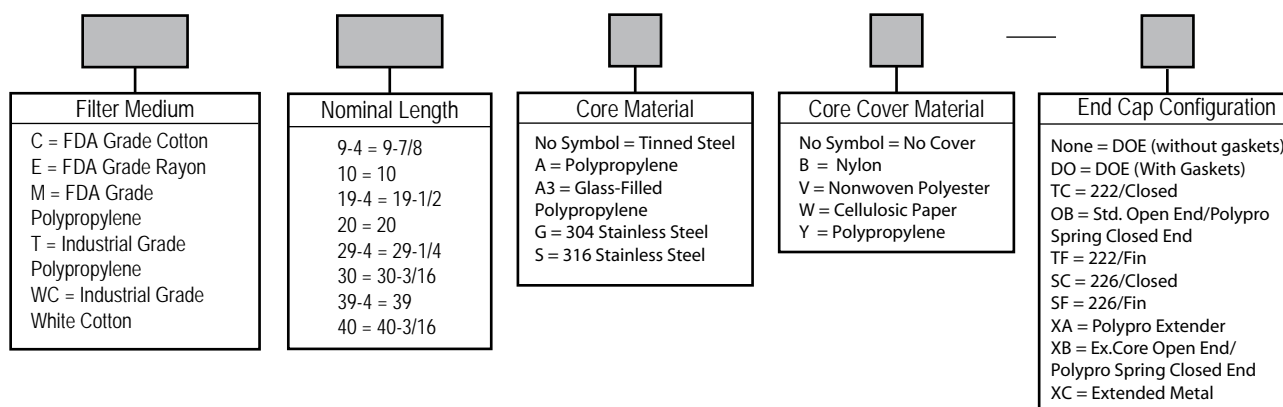 Filter Medium
C = FDA Grade Cotton
E = FDA Grade Rayon
M = FDA Grade
Polypropylene
T = Industrial Grade
Polypropylene
WC = Industrial Grade
White Cotton
Nominal Length
9-4 = 9-7/8
10 = 10
19-4 = 19-1/2
20 = 20
29-4 = 29-1/4
30 = 30-3/16
39-4 = 39
40 = 40-3/16
Core Material
No Symbol = Tinned Steel
A = Polypropylene
A3 = Glass-Filled
Polypropylene
G = 304 Stainless Steel
S = 316 Stainless Steel
Core Cover Material
No Symbol = No Cover
B = Nylon
V = Nonwoven Polyester
W = Cellulosic Paper
Y = Polypropylene
End Cap Configuration
None = DOE (without gaskets)
DO = DOE (With Gaskets)
TC = 222/Closed
OB = Std. Open End/Polypro
Spring Closed End
TF = 222/Fin
SC = 226/Closed
SF = 226/Fin
XA = Polypro Extender
XB = Ex.Core Open End/
Polypro Spring Closed End
XC = Extended Metal